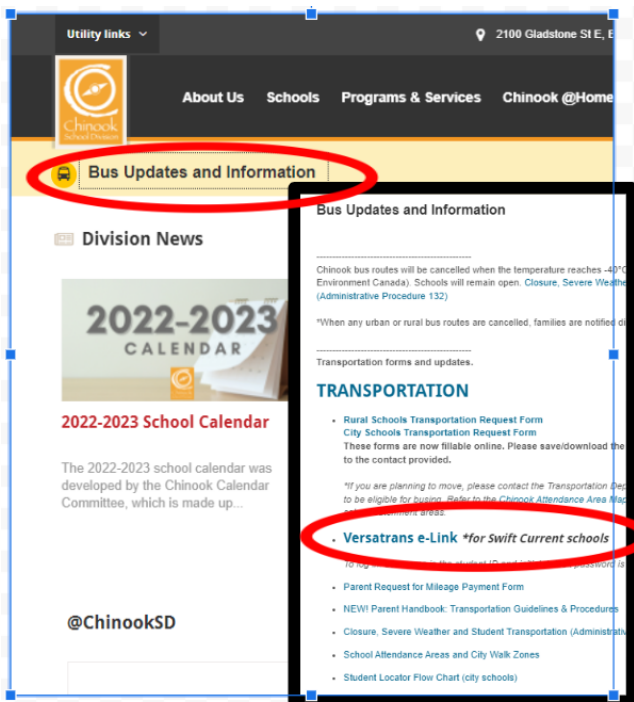 Utility links
2100 Gladstone St E,
Chinook
School Division
About Us Schools Programs & Services Chinook @Home
Bus Updates and Information
Division News
2022-2023
CALENDAR
2022-2023 School Calendar
The 2022-2023 school calendar was
developed by the Chinook Calendar
Committee, which is made up...
@ChinookSD
Bus Updates and Information
Chinook bus routes will be cancelled when the temperature reaches -40°C
Environment Canada). Schools will remain open. Closure, Severe Weathe
(Administrative Procedure 132)
*When any urban or rural bus routes are cancelled, families are notified di
Transportation forms and updates.
TRANSPORTATION
• Rural Schools Transportation Request Form
City Schools Transportation Request Form
These forms are now fillable online. Please save/download the
to the contact provided.
*If you are planning to move, please contact the Transportation Dep
to be eligible for busing. Refer to the Chinook Attendance Area Map
areas.
• Versatrans e-Link *for Swift Current schools
• Parent Request for Mileage Payment Form
• NEW! Parent Handbook: Transportation Guidelines & Procedures
• Closure, Severe Weather and Student Transportation (Administrativ
• School Attendance Areas and City Walk Zones
• Student Locator Flow Chart (city schools)